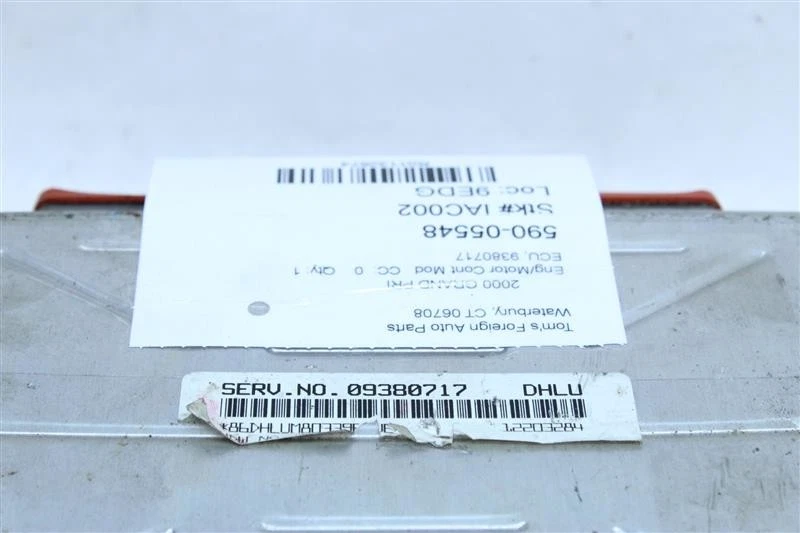 Tom's Foreign Auto Parts
Waterbury, CT 06708
2000 GRAND PRI
Eng/Motor Cont Mod CC: 0 Qty: 1
ECU, 9380717
590-05548
Stk# IAC002
Loc: 9EDG
SERV.NO. 09380717 DHLU
12203284